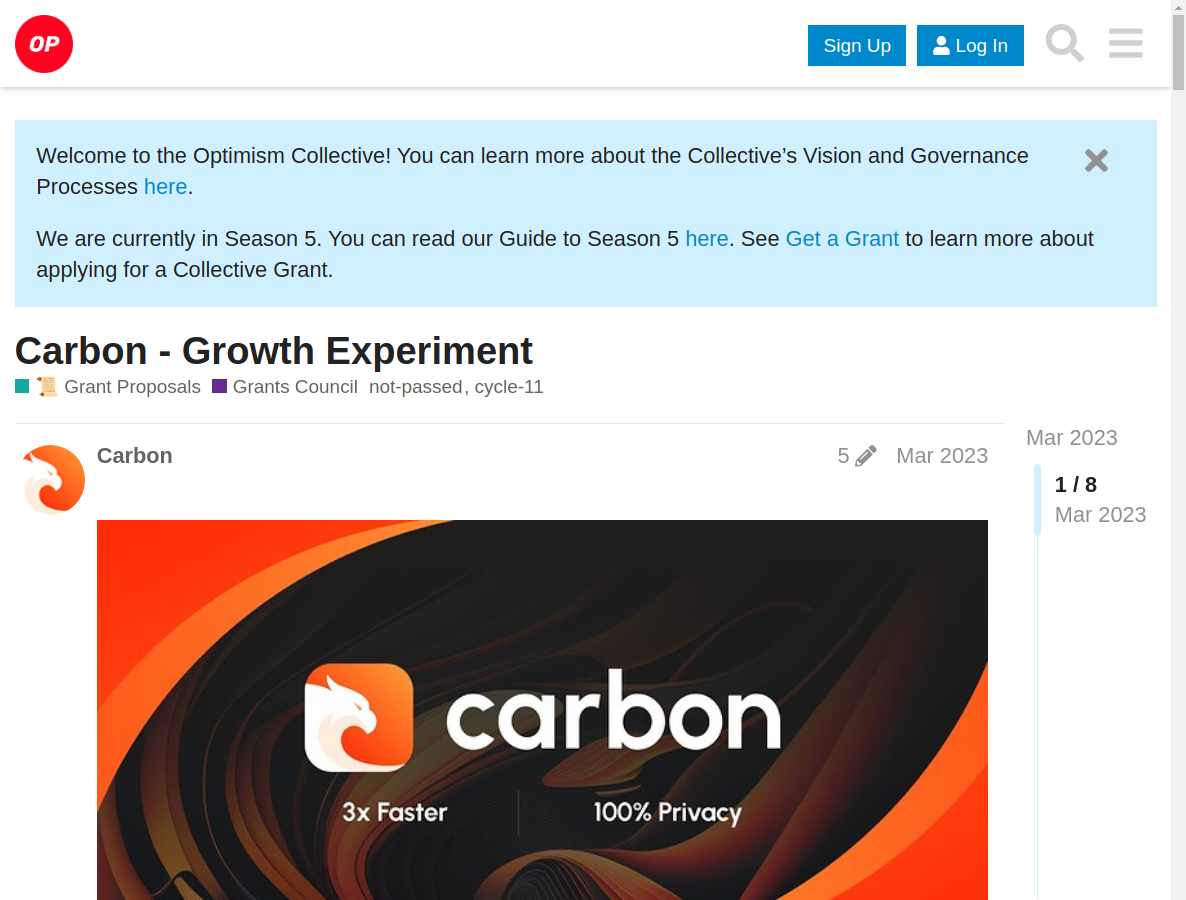 OP
Sign Up
Log In
Welcome to the Optimism Collective! You can learn more about the Collective’s Vision and Governance
Processes here.
We are currently in Season 5. You can read our Guide to Season 5 here. See Get a Grant to learn more about
applying for a Collective Grant.
Carbon - Growth Experiment
📜 Grant Proposals Grants Council not-passed, cycle-11
Carbon
5
Mar 2023
Mar 2023
1 / 8
Mar 2023
carbon
3x Faster
100% Privacy